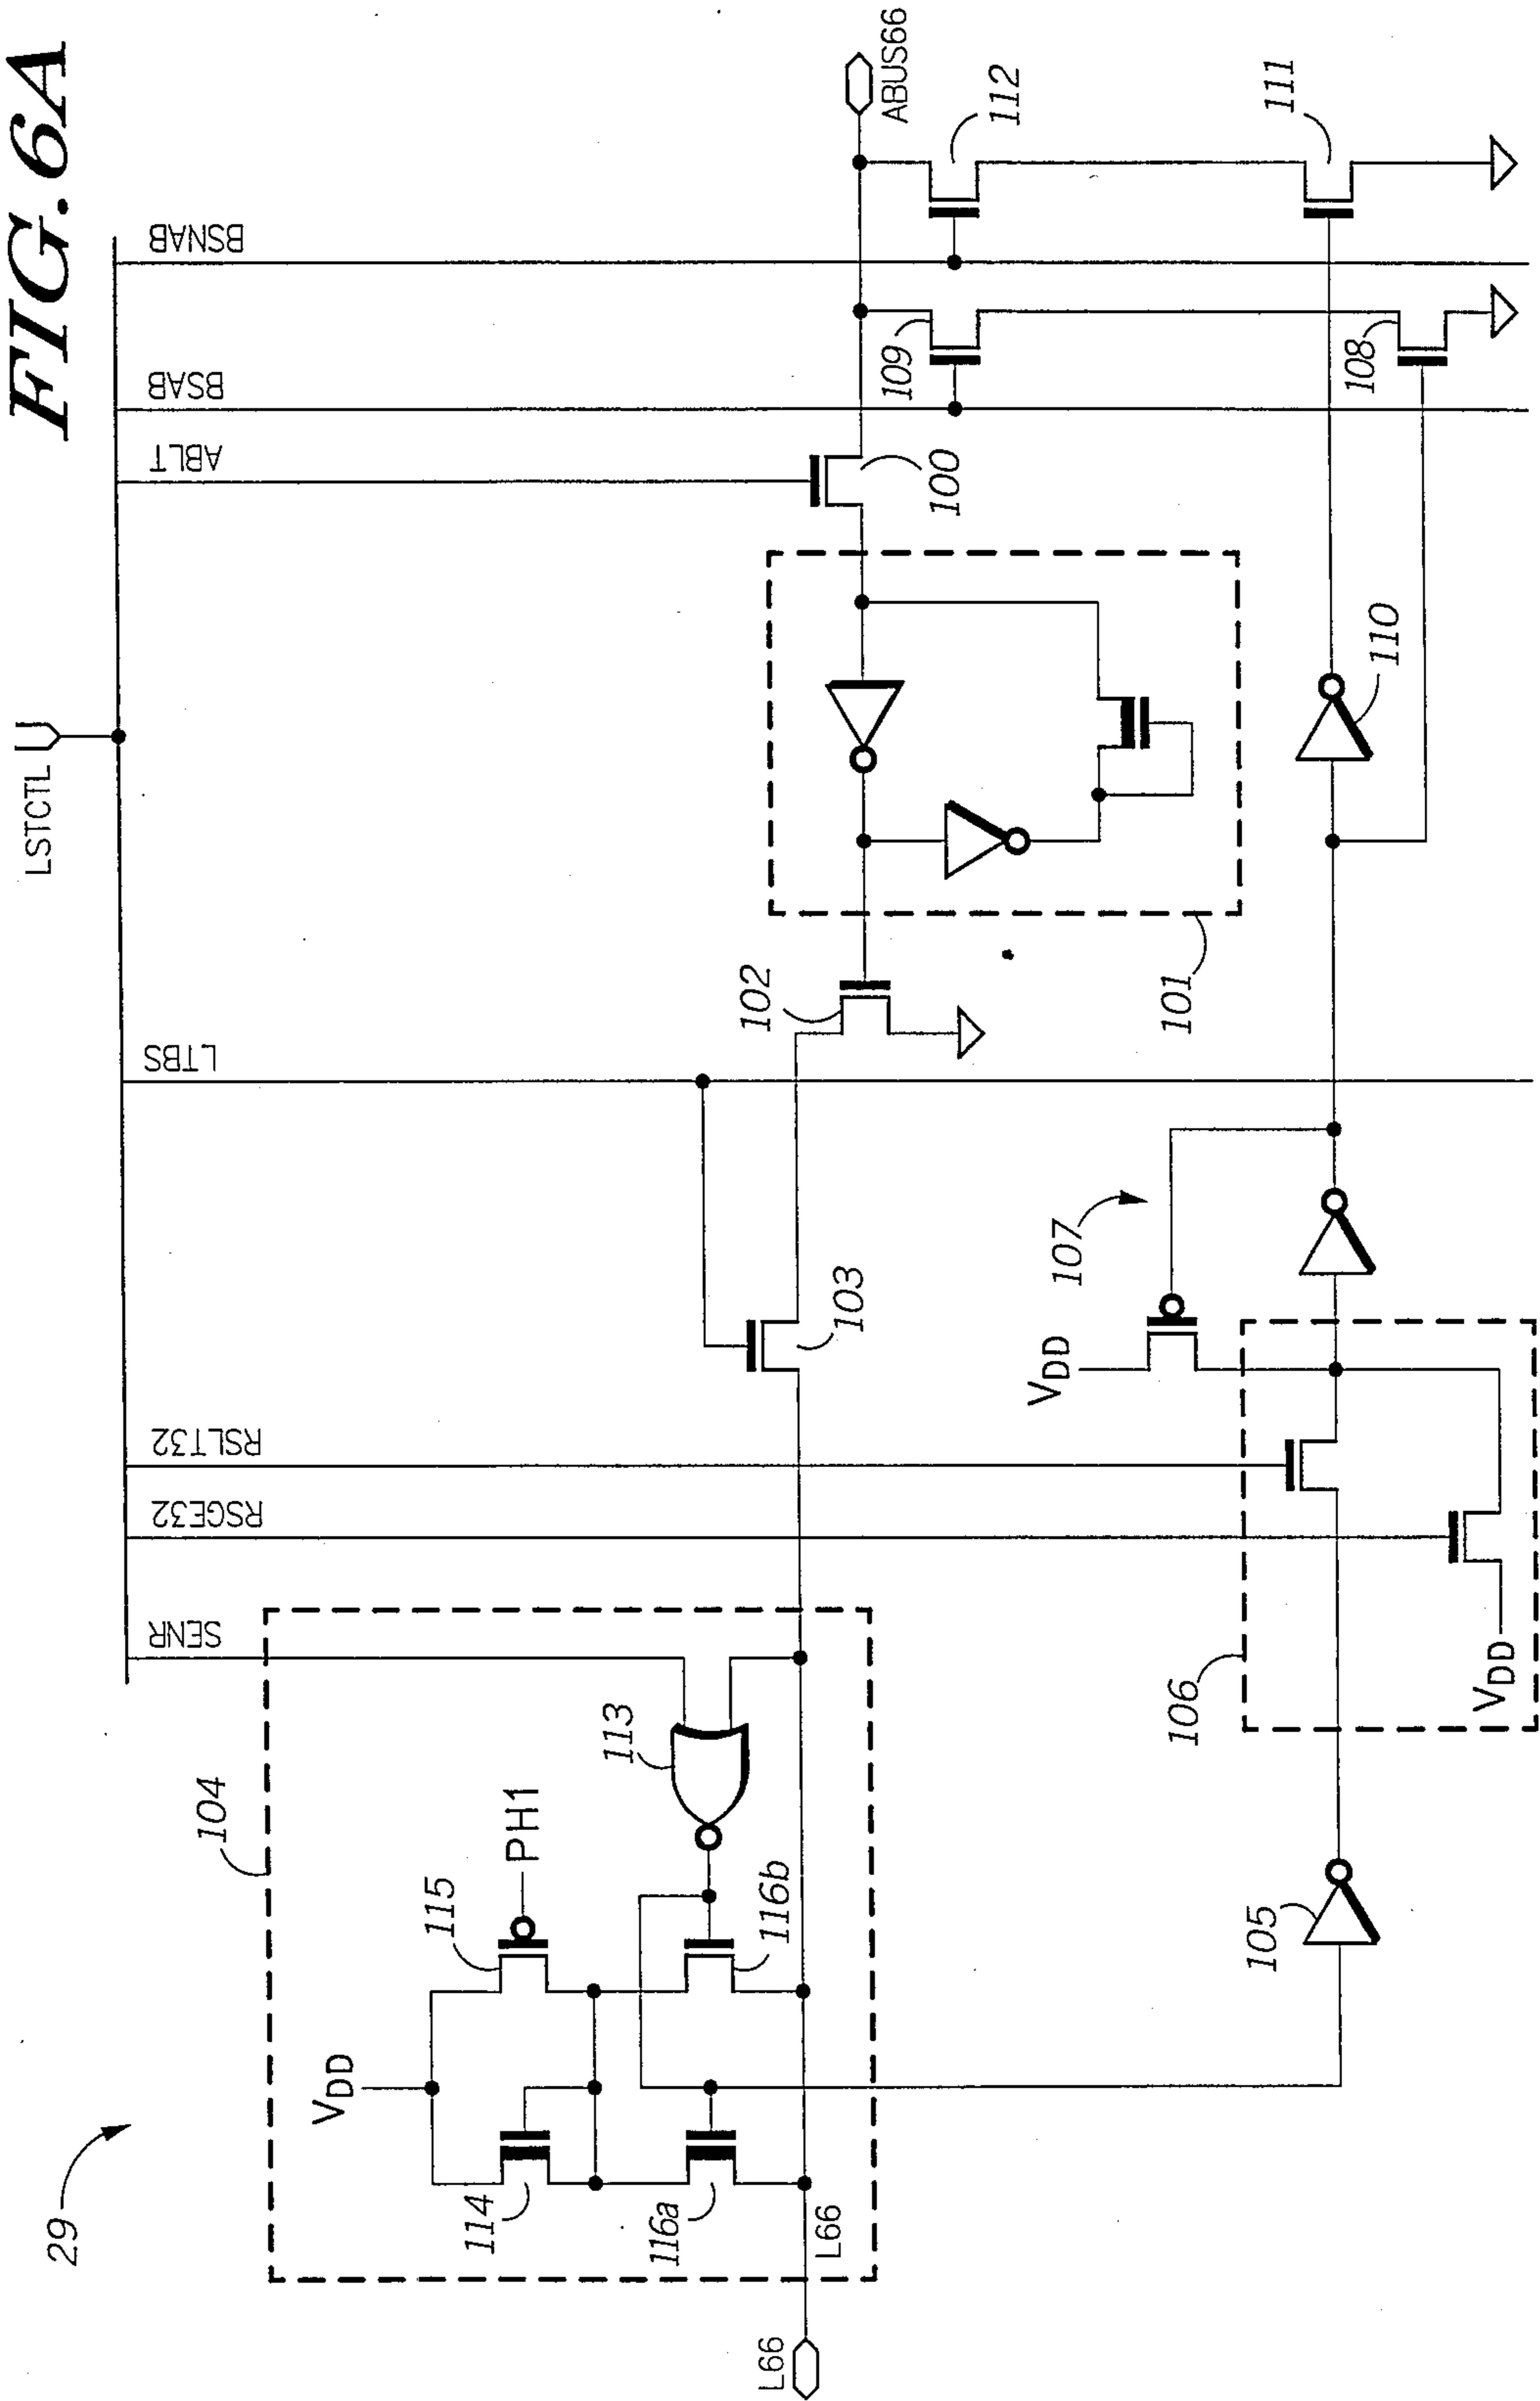 FIG. 6A
29
LSTCTL
SENR
RSGE32
RSLT32
LTBS
ABLT
BSAB
BSNAB
104
VDD
114
115
PH1
116a
116b
113
L66
L66
103
102
101
100
ABUS66
109
112
108
111
105
106
VDD
VDD
107
110